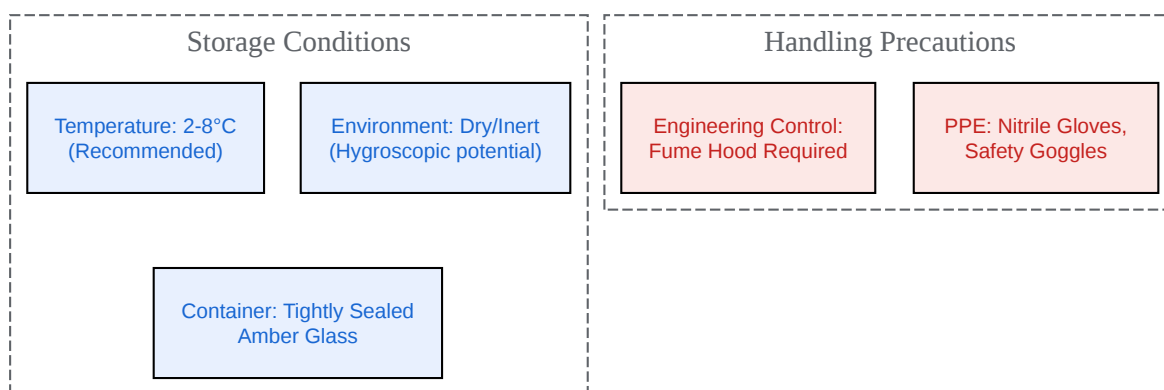 Storage Conditions
Temperature: 2-8°C
(Recommended)
Environment: Dry/Inert
(Hygroscopic potential)
Container: Tightly Sealed
Amber Glass
Handling Precautions
Engineering Control:
Fume Hood Required
PPE: Nitrile Gloves,
Safety Goggles